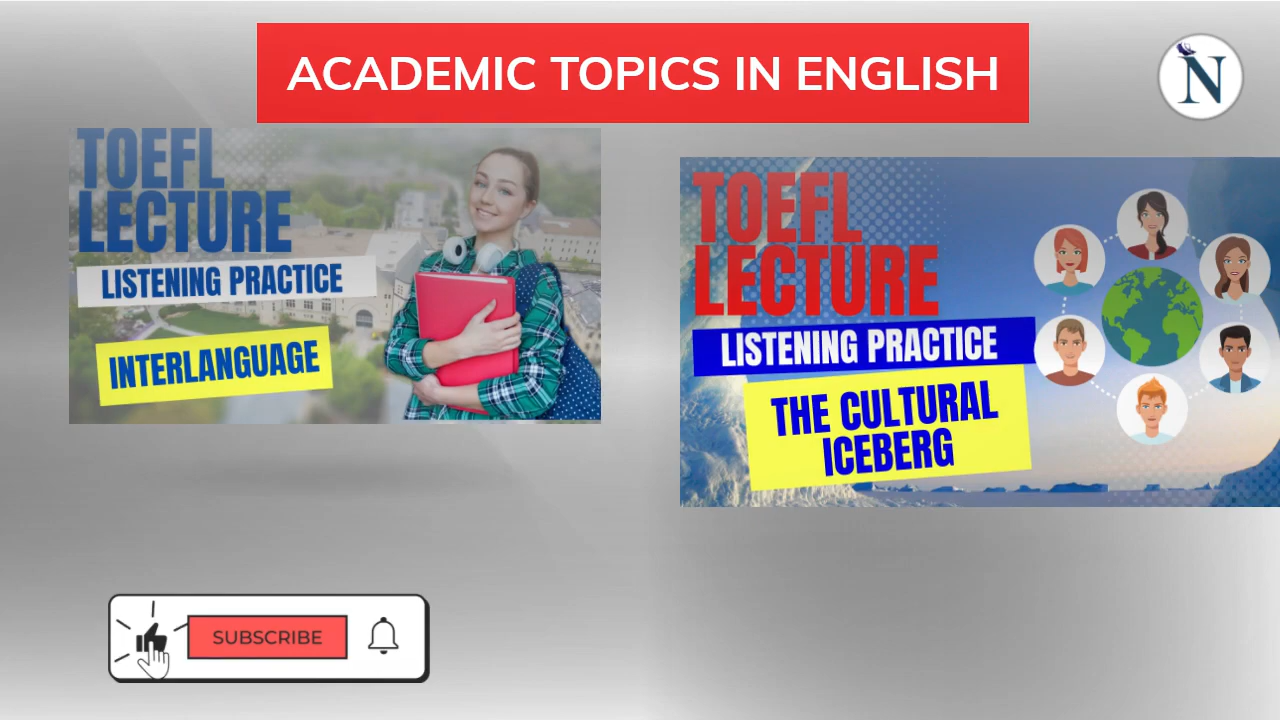 ACADEMIC TOPICS IN ENGLISH
N
TOEFL
LECTURE
LISTENING PRACTICE
INTERLANGUAGE
TOEFL
LECTURE
LISTENING PRACTICE
THE CULTURAL
ICEBERG
SUBSCRIBE